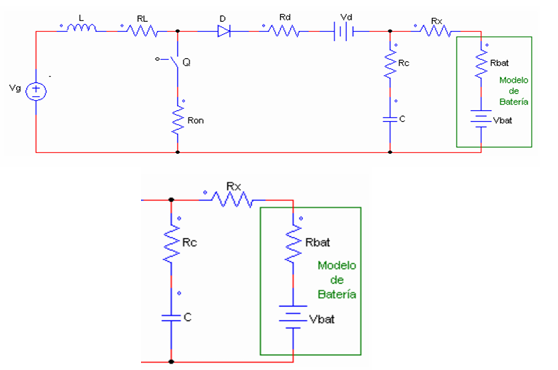 L
RL
D
Rd
Vd
Rx
Vg
Q
Ron
Rc
C
Rbat
Modelo
de
Batería
Vbat
Rx
Rc
C
Rbat
Modelo
de
Batería
Vbat